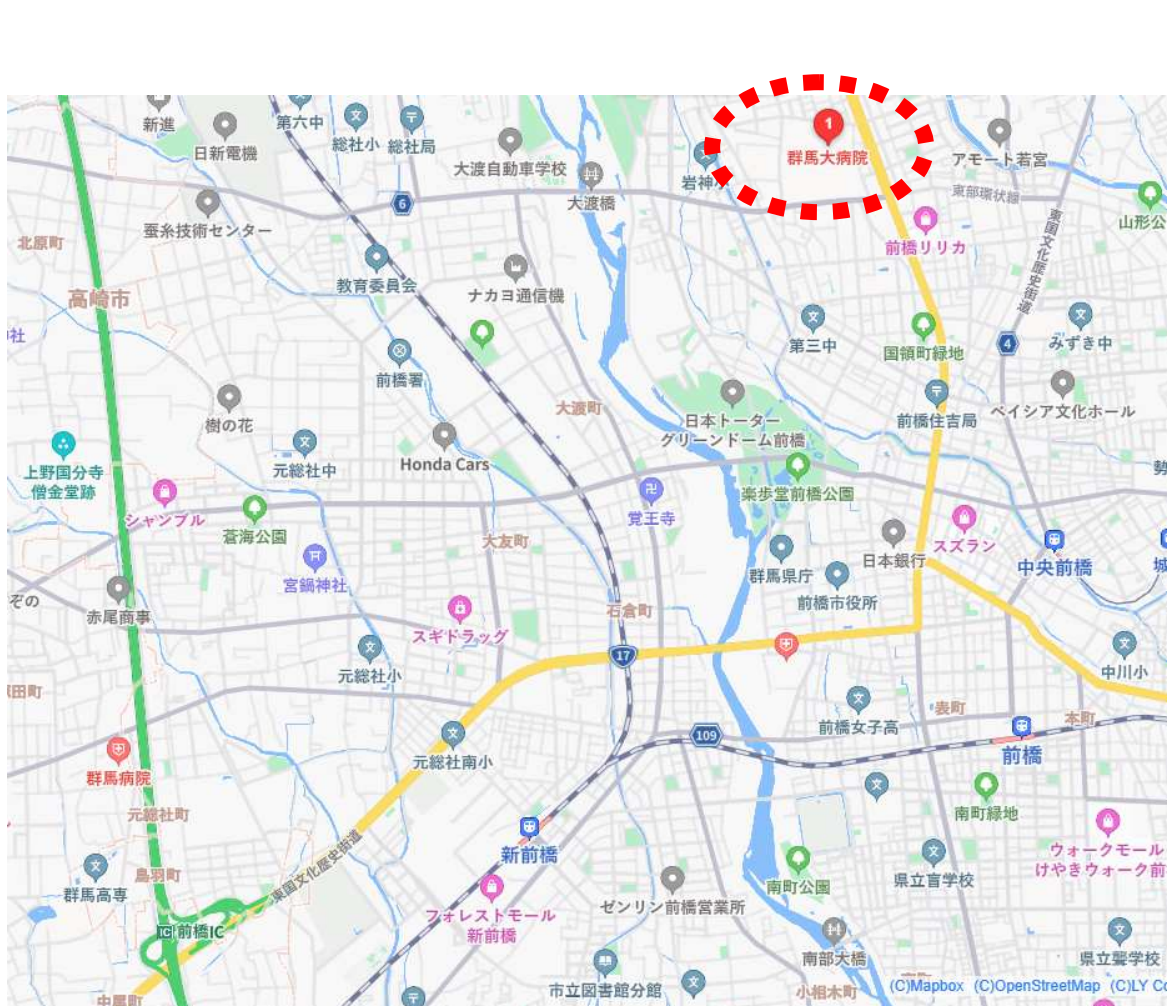 新進
日新電機
第六中
総社小
総社局
大渡自動車学校
大渡橋
岩神小
1
群馬大病院
アモート若宮
東部環状線
山形公
6
蚕糸技術センター
北原町
教育委員会
ナカヨ通信機
前橋リリカ
東国文化歴史街道
高崎市
社
前橋署
第三中
国領町緑地
4
みずき中
樹の花
大渡町
日本トーター
グリーンドーム前橋
前橋住吉局
ベイシア文化ホール
上野国分寺
僧金堂跡
元総社中
Honda Cars
勢
シャンブル
蒼海公園
覚王寺
楽歩堂前橋公園
大友町
日本銀行
スズラン
中央前橋
城
宮鍋神社
群馬県庁
前橋市役所
ぞの
赤尾商事
スギドラッグ
石倉町
17
元総社小
中川小
田町
前橋女子高
表町
本町
109
前橋
群馬病院
元総社南小
元総社町
南町緑地
新前橋
ウォークモール
けやきウォーク前
鳥羽町
群馬高専
東国文化歴史街道
フォレストモール
新前橋
ゼンリン前橋営業所
南町公園
県立盲学校
IC 前橋IC
南部大橋
県立聾学校
市立図書館分館
小相木町
中尾町
(C)Mapbox (C)OpenStreetMap (C)LY Co